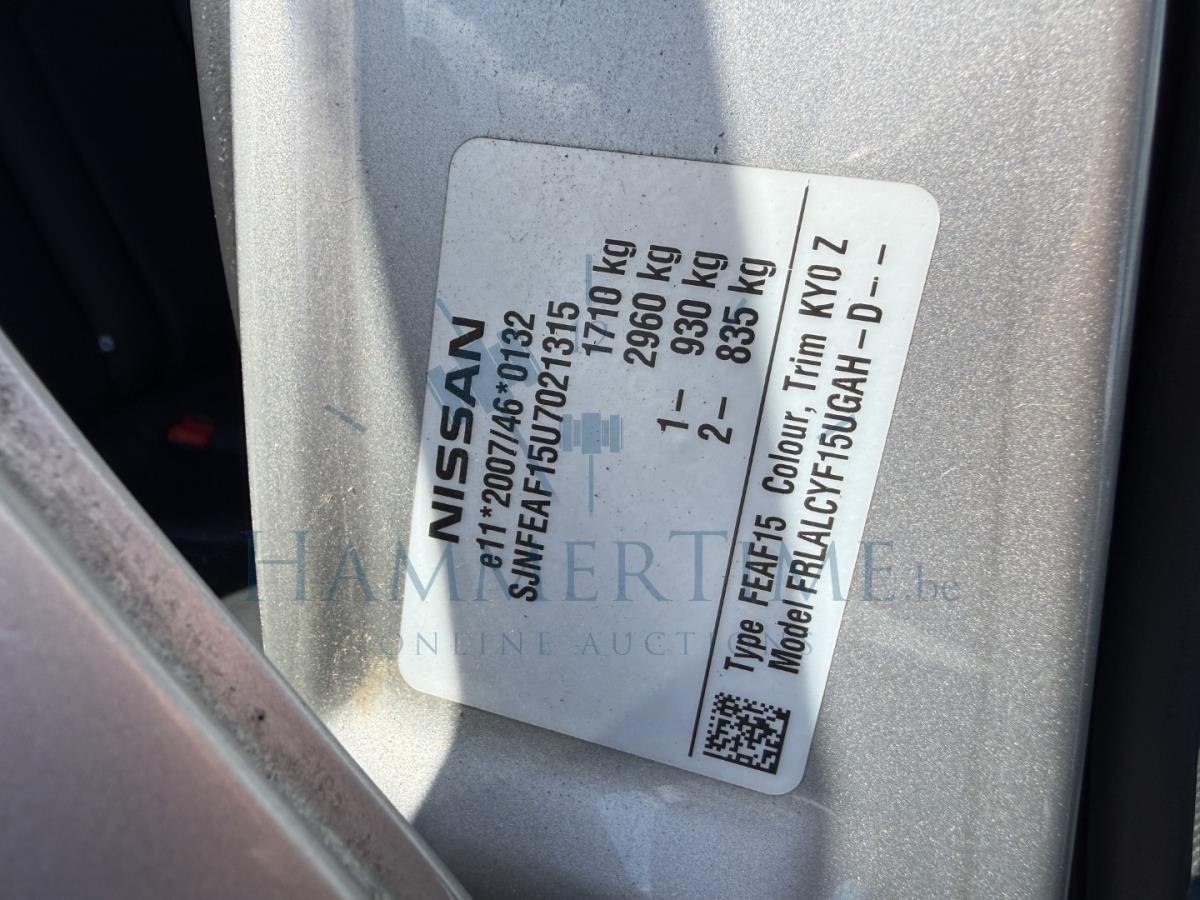 NISSAN
e11*2007/46*0132
SJNFEAF15U7021315
1710 kg
2960 kg
1– 930 kg
2– 835 kg
Type FEAF15 Colour, Trim KY0 Z
Model FRLALCYF15UGAH–D---
HAMMERTIME.be
ONLINE AUCTIONS